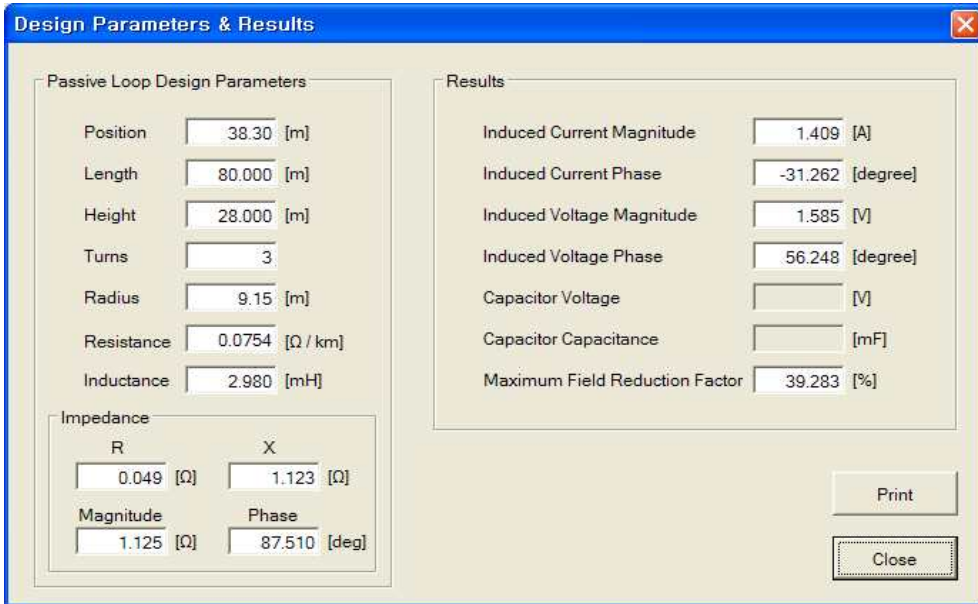 Design Parameters & Results
Passive Loop Design Parameters
Position 38.30 [m]
Length 80.000 [m]
Height 28.000 [m]
Turns 3
Radius 9.15 [m]
Resistance 0.0754 [Ω / km]
Inductance 2.980 [mH]
Impedance
R X
0.049 [Ω] 1.123 [Ω]
Magnitude Phase
1.125 [Ω] 87.510 [deg]
Results
Induced Current Magnitude 1.409 [A]
Induced Current Phase -31.262 [degree]
Induced Voltage Magnitude 1.585 [V]
Induced Voltage Phase 56.248 [degree]
Capacitor Voltage [V]
Capacitor Capacitance [mF]
Maximum Field Reduction Factor 39.283 [%]
Print
Close